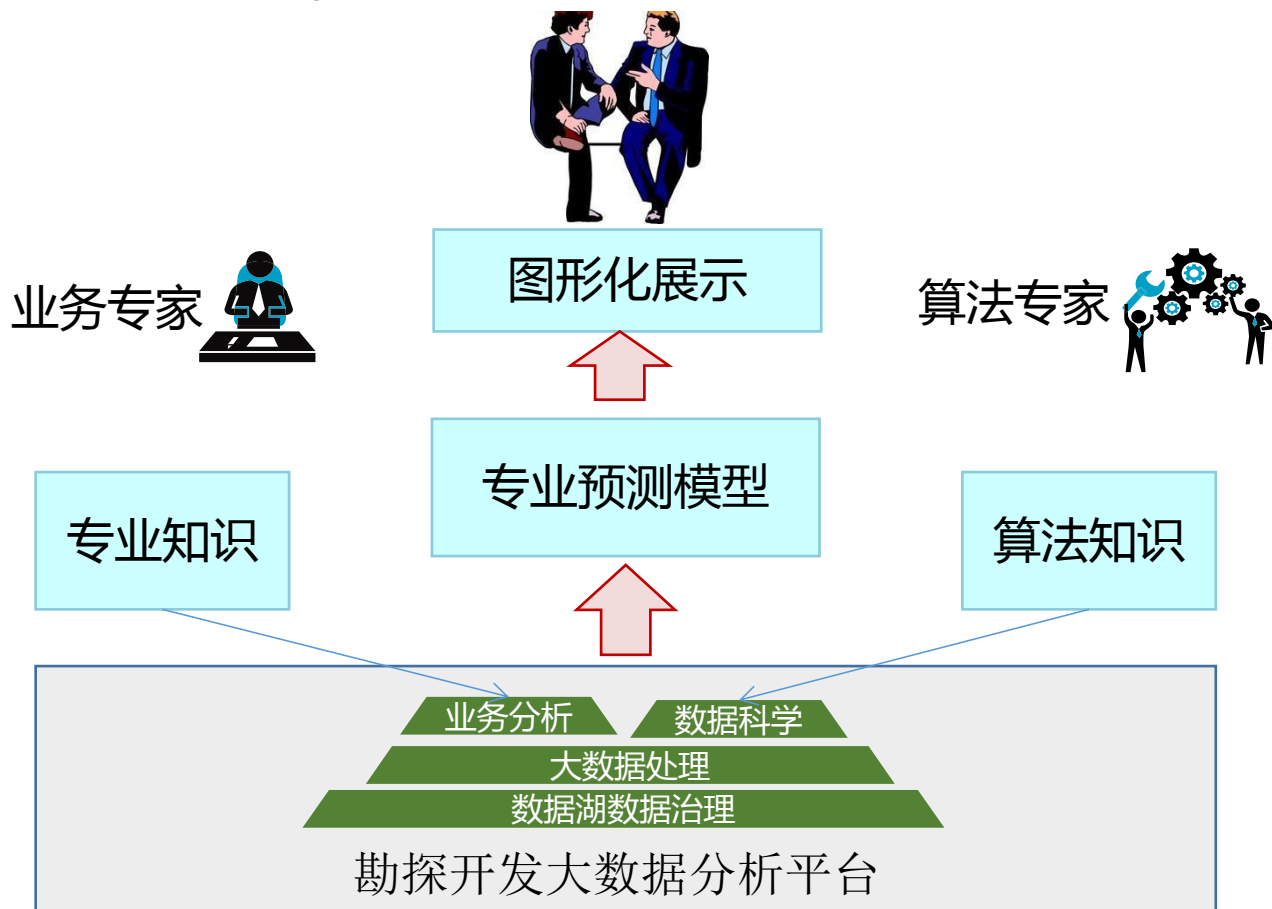 图形化展示
业务专家
算法专家
专业预测模型
专业知识
算法知识
业务分析
数据科学
大数据处理
数据湖数据治理
勘探开发大数据分析平台